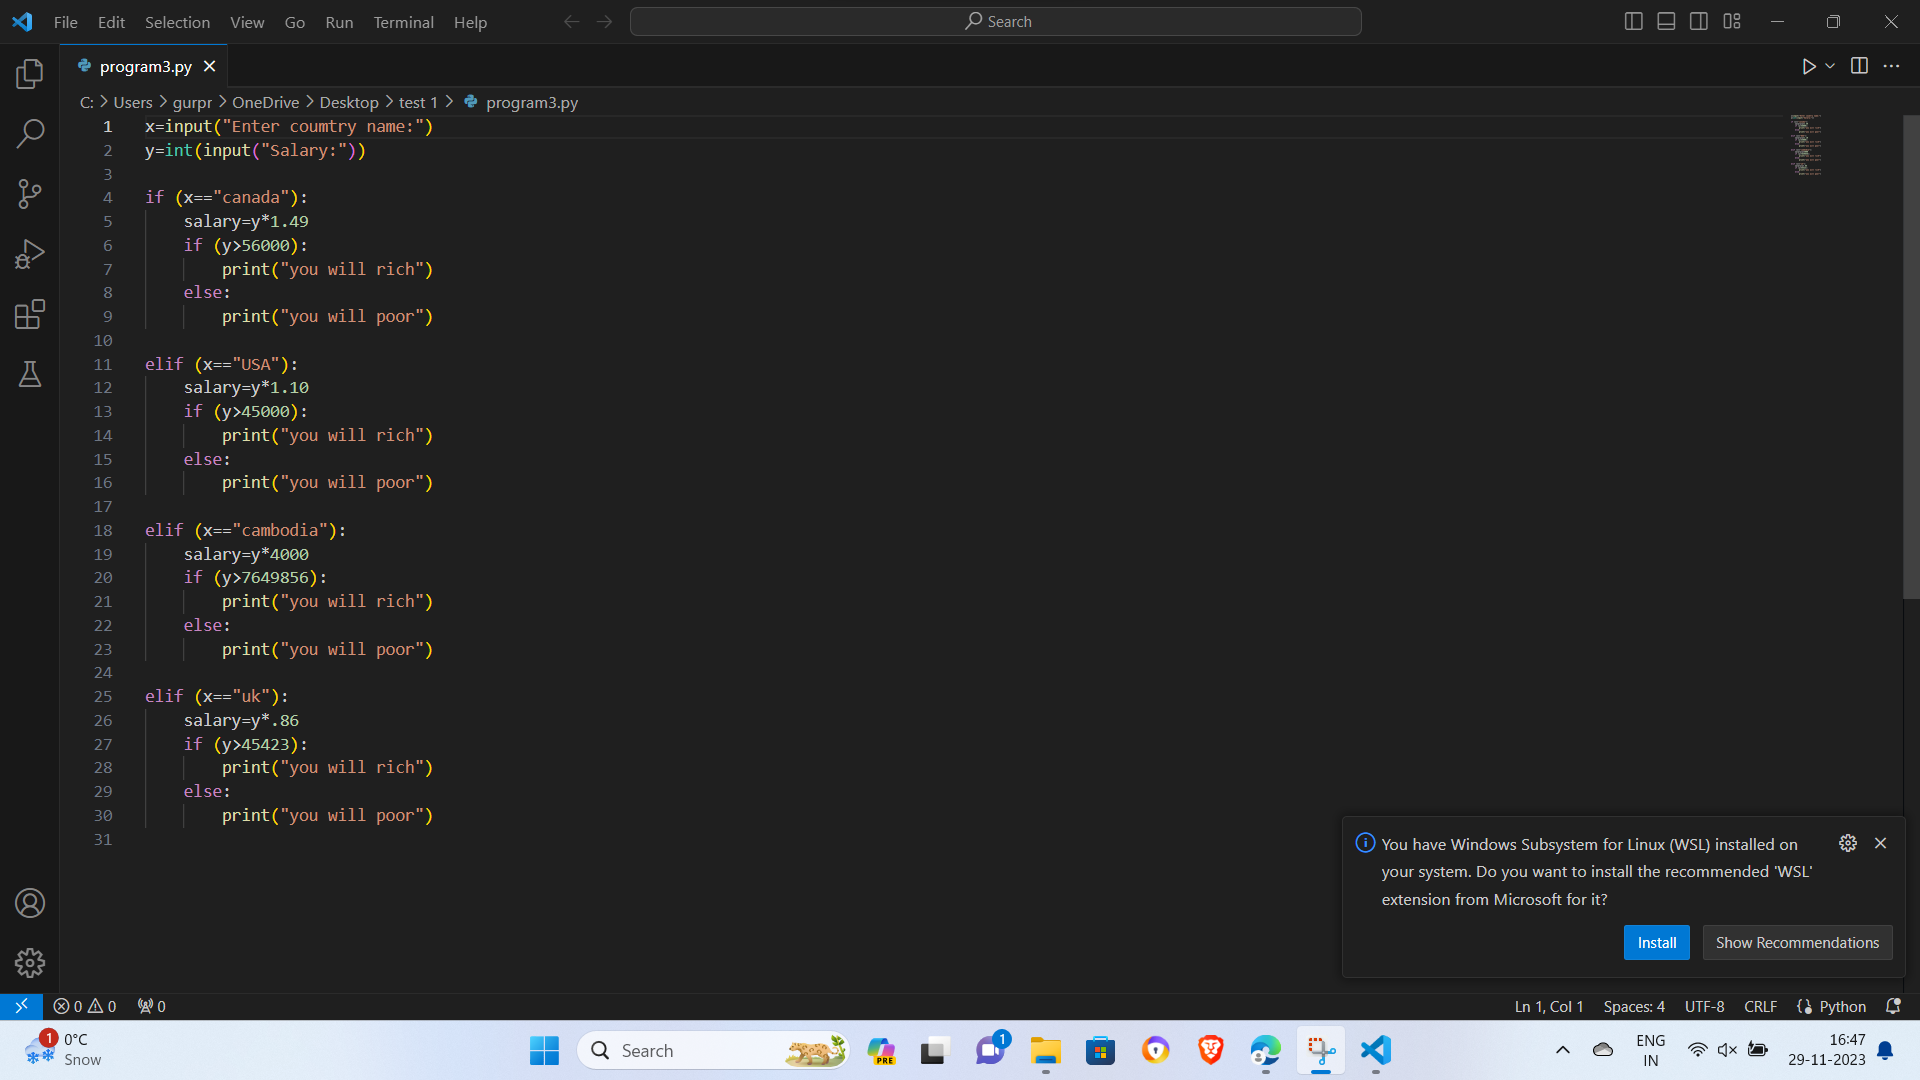 File Edit Selection View Go Run Terminal Help
Search
program3.py
C: > Users > gurpr > OneDrive > Desktop > test 1 > program3.py
1 x=input("Enter coumtry name:")
2 y=int(input("Salary:"))
3
4 if (x=="canada"):
5     salary=y*1.49
6     if (y>56000):
7         print("you will rich")
8     else:
9         print("you will poor")
10
11 elif (x=="USA"):
12     salary=y*1.10
13     if (y>45000):
14         print("you will rich")
15     else:
16         print("you will poor")
17
18 elif (x=="cambodia"):
19     salary=y*4000
20     if (y>7649856):
21         print("you will rich")
22     else:
23         print("you will poor")
24
25 elif (x=="uk"):
26     salary=y*.86
27     if (y>45423):
28         print("you will rich")
29     else:
30         print("you will poor")
31
You have Windows Subsystem for Linux (WSL) installed on
your system. Do you want to install the recommended 'WSL'
extension from Microsoft for it?
Install Show Recommendations
0 0 0
Ln 1, Col 1 Spaces: 4 UTF-8 CRLF Python
1 0°C
Snow
Search
PRE
1
ENG
IN
16:47
29-11-2023